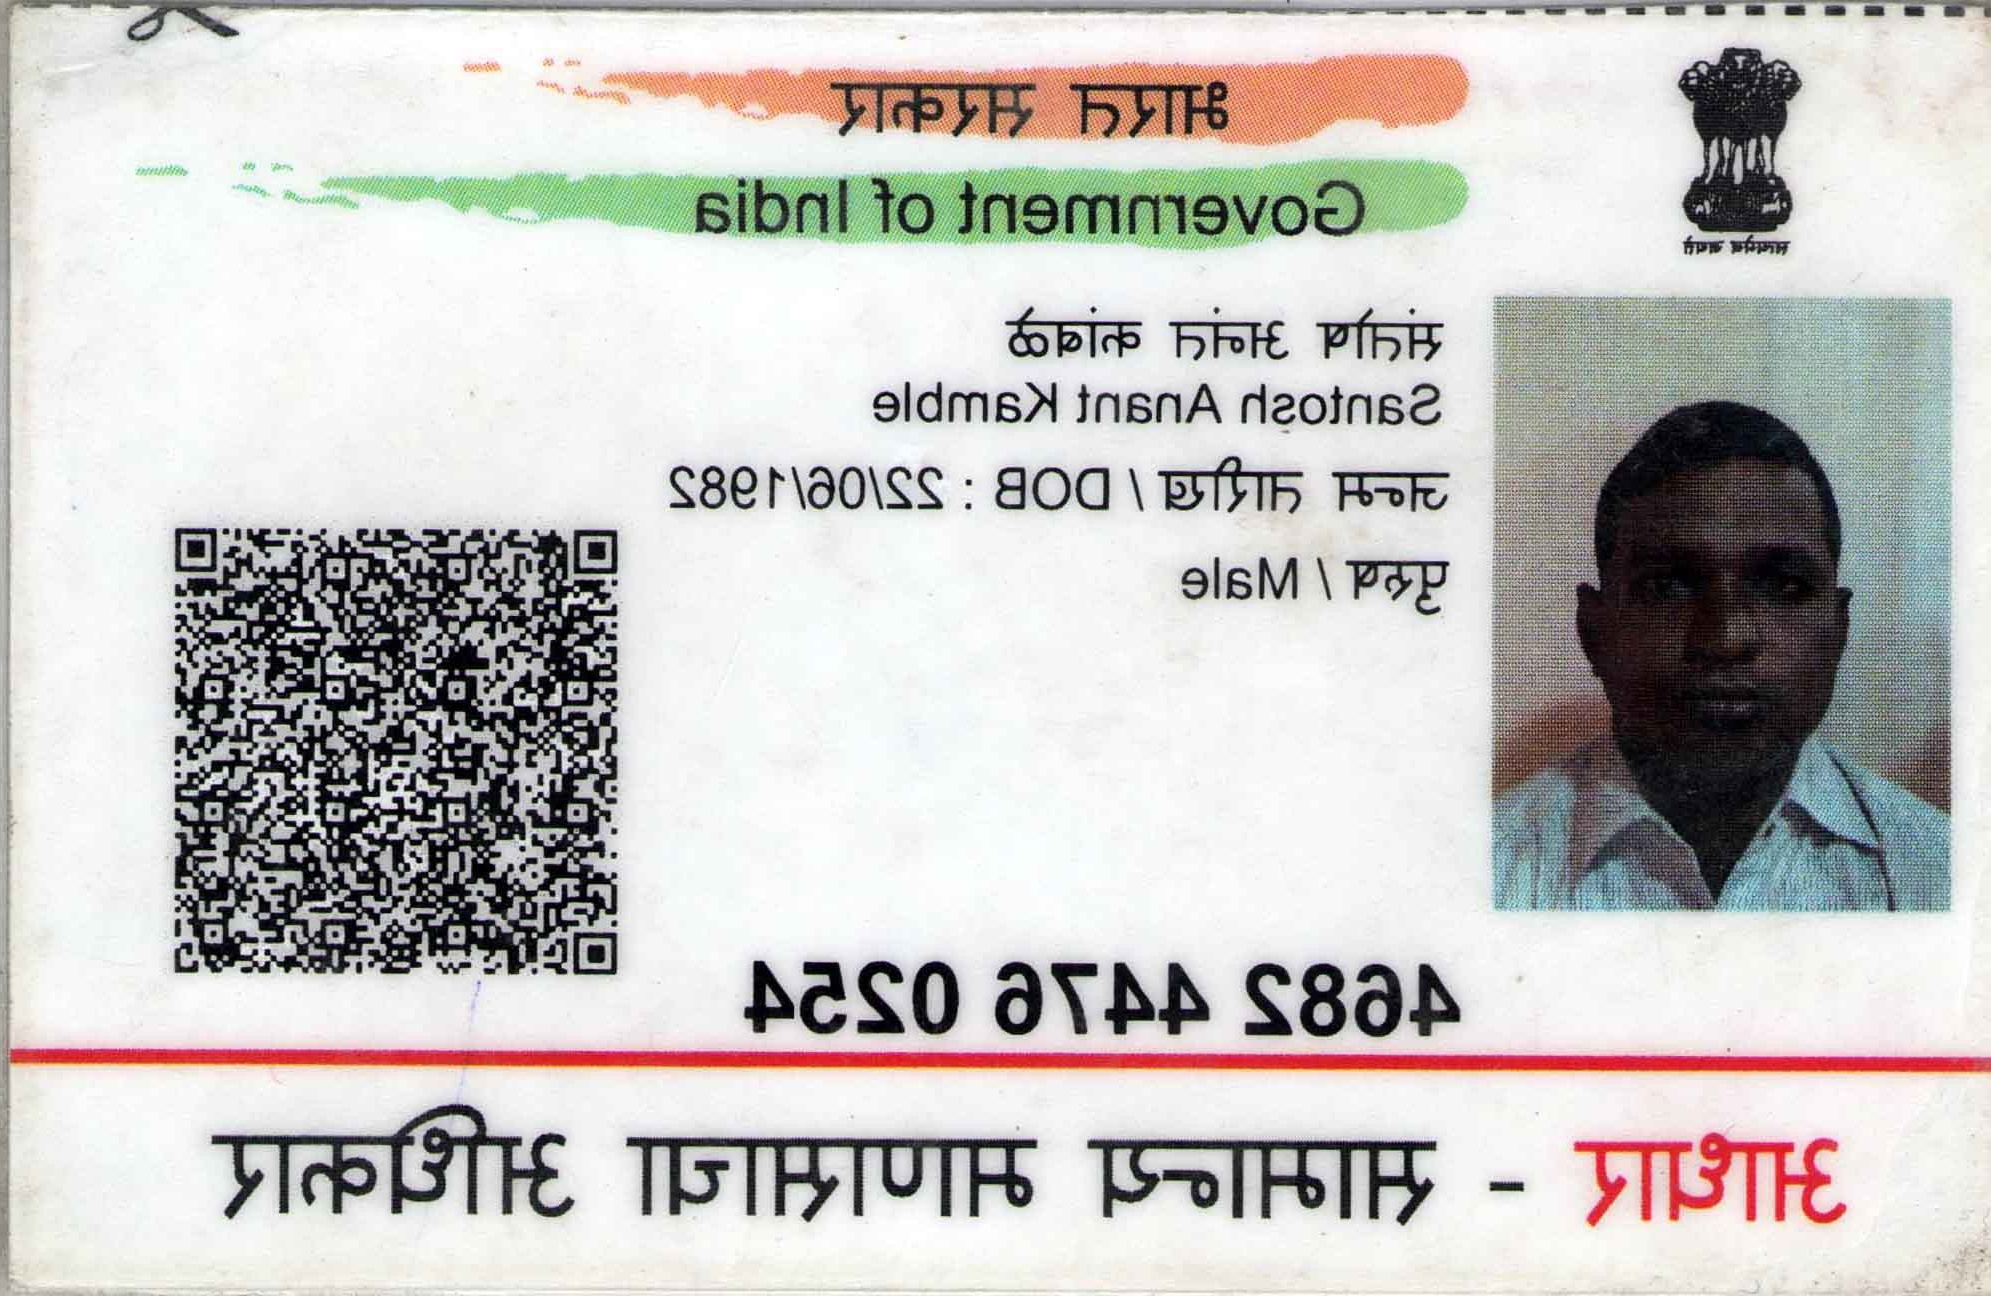 भारत सरकार
Government of India
सत्यमेव जयते
संतोष अनंत कांबळे
Santosh Anant Kamble
जन्म तारीख / DOB : 22/06/1982
पुरुष / Male
4682 4476 0254
आधार - सामान्य माणसाचा अधिकार